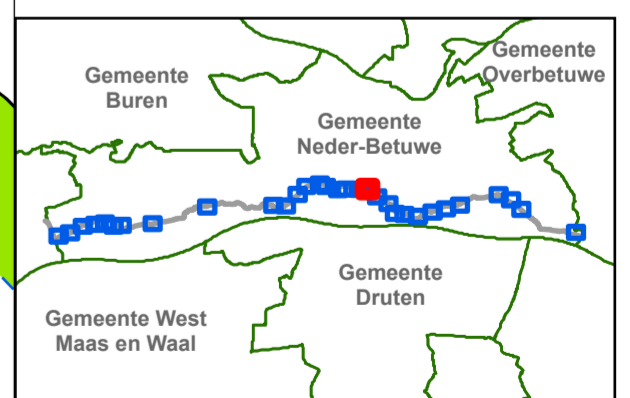 Gemeente
Overbetuwe
Gemeente
Buren
Gemeente
Neder-Betuwe
Gemeente
Druten
Gemeente West
Maas en Waal